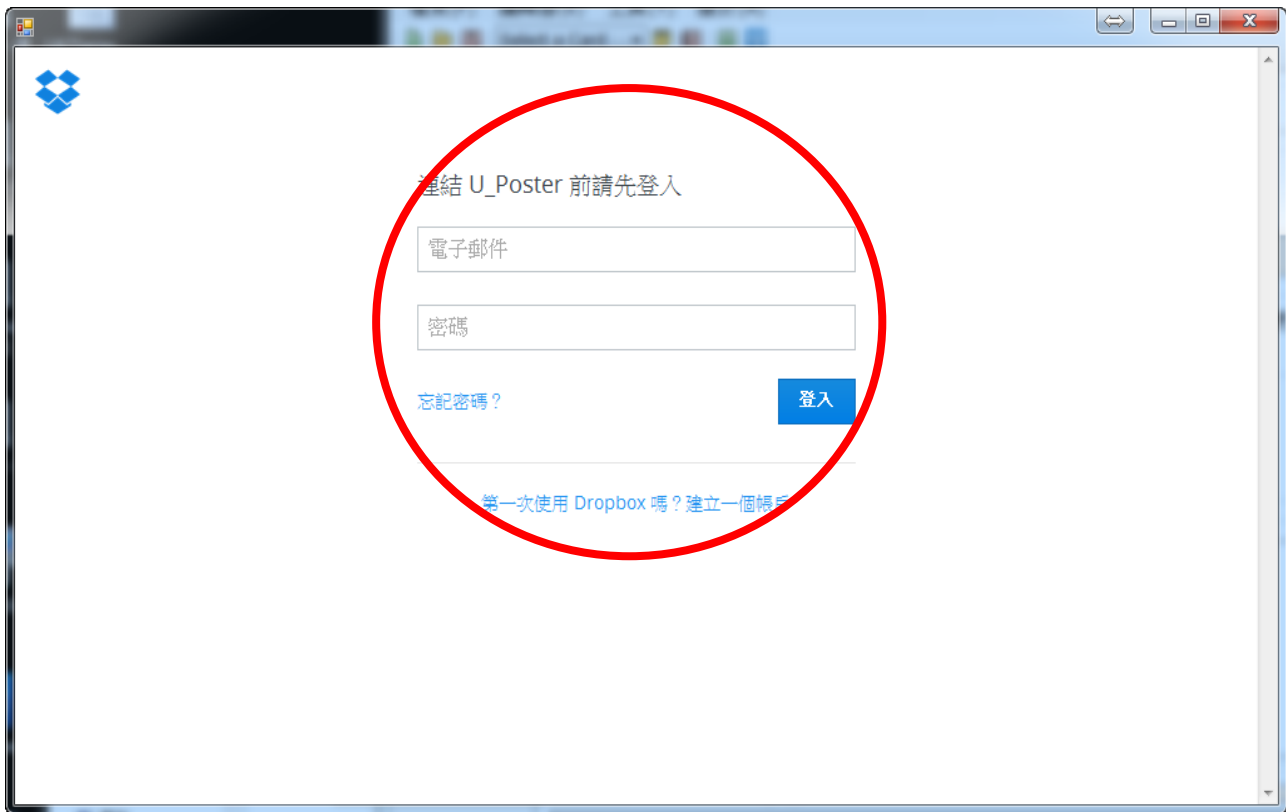 連結 U_Poster 前請先登入
電子郵件
密碼
忘記密碼？
登入
第一次使用 Dropbox 嗎？建立一個帳戶